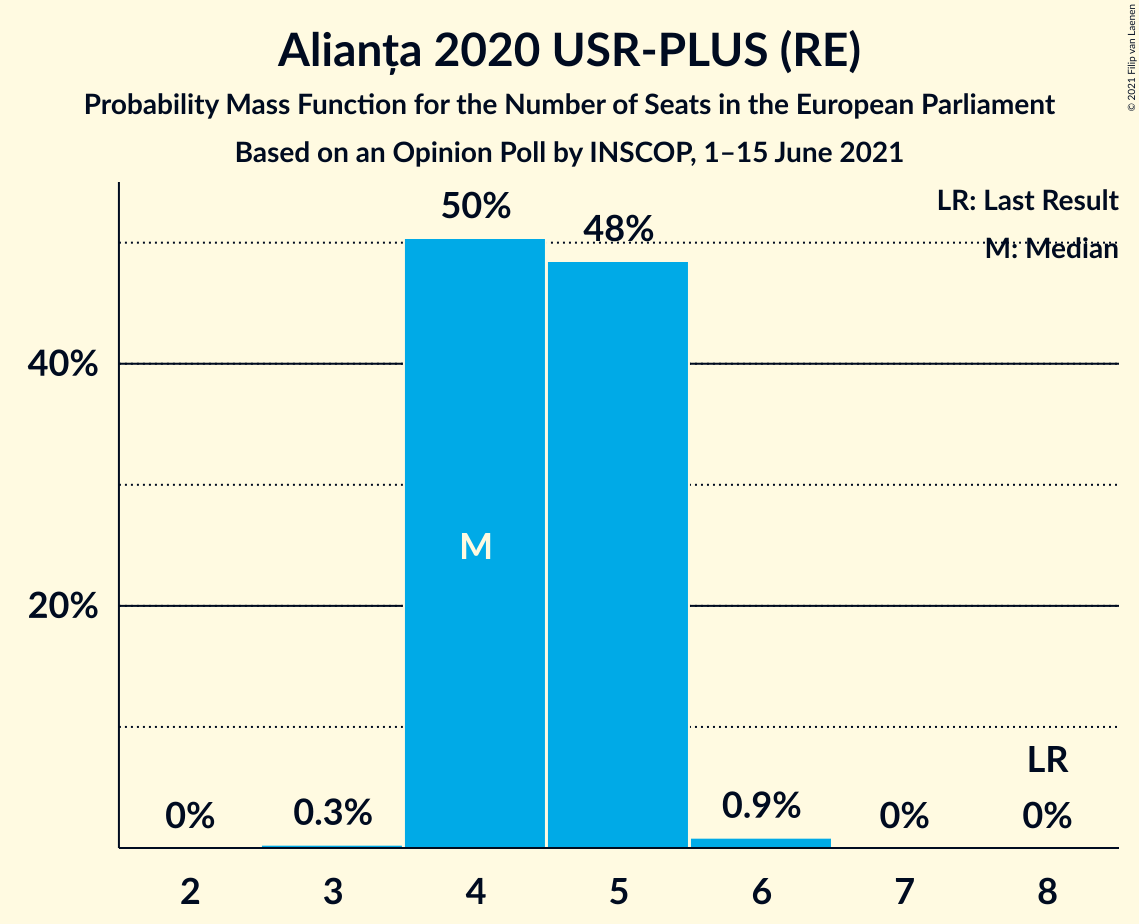 Alianța 2020 USR-PLUS (RE)
Probability Mass Function for the Number of Seats in the European Parliament
Based on an Opinion Poll by INSCOP, 1–15 June 2021
© 2021 Filip van Laenen
LR: Last Result
M: Median
50%
48%
40%
M
20%
LR
0%
0.3%
0.9%
0%
0%
2
3
4
5
6
7
8